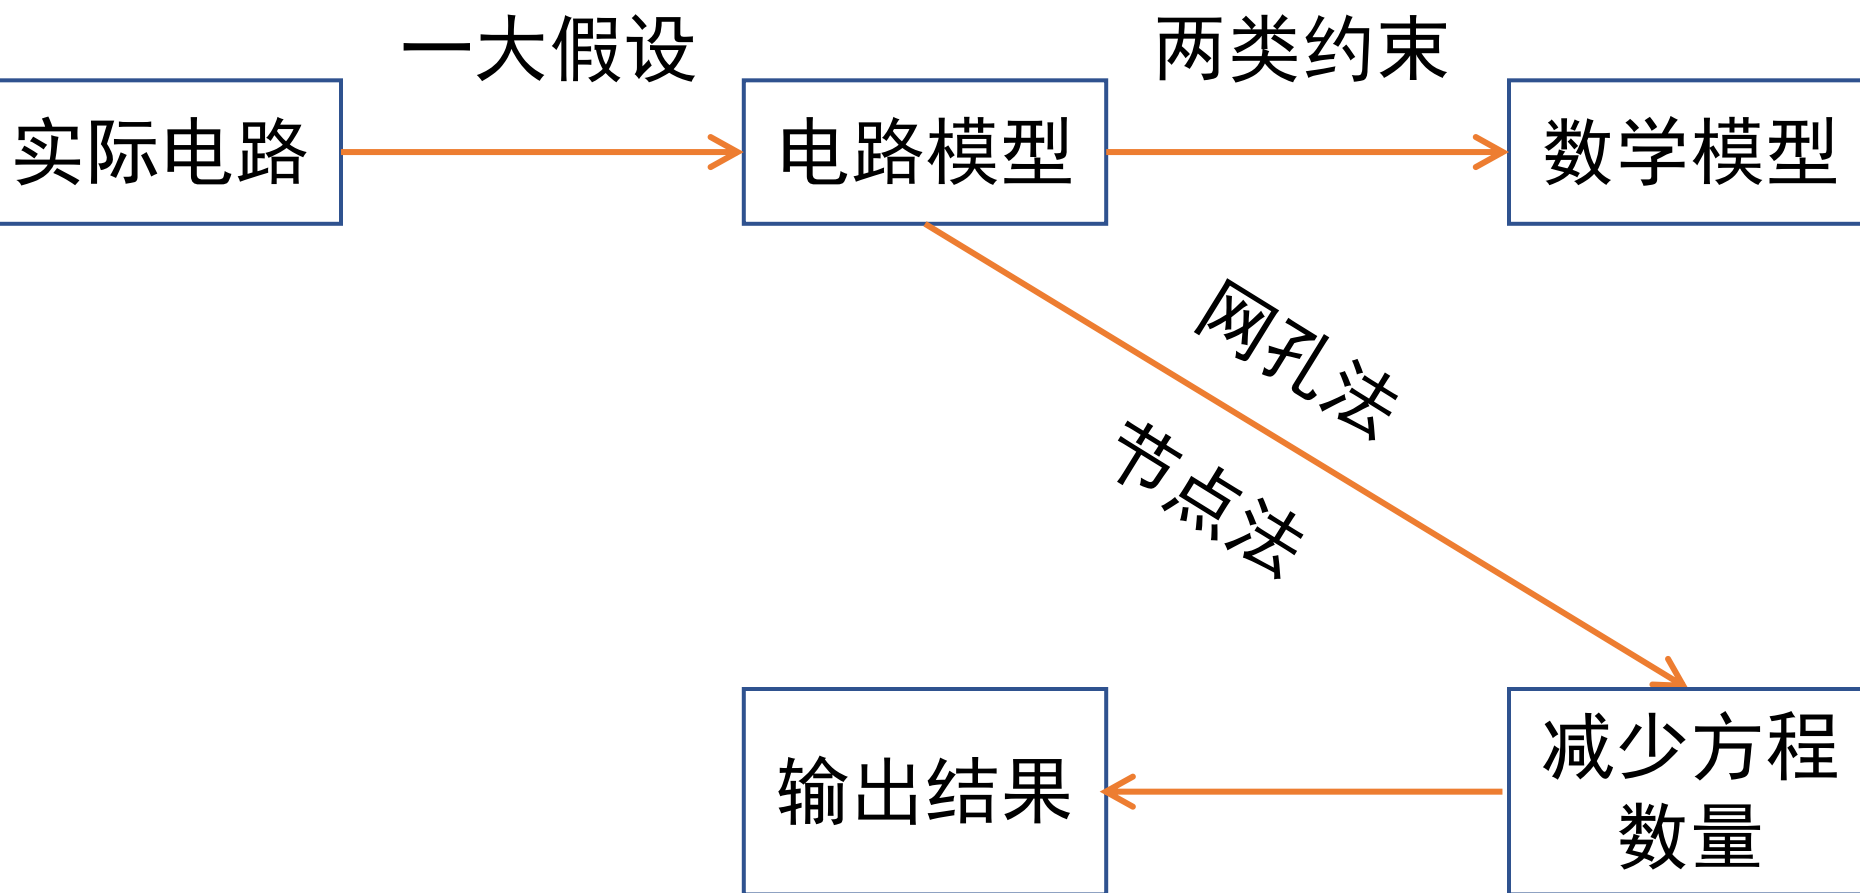 一大假设
两类约束
实际电路
电路模型
数学模型
网孔法
节点法
输出结果
减少方程
数量